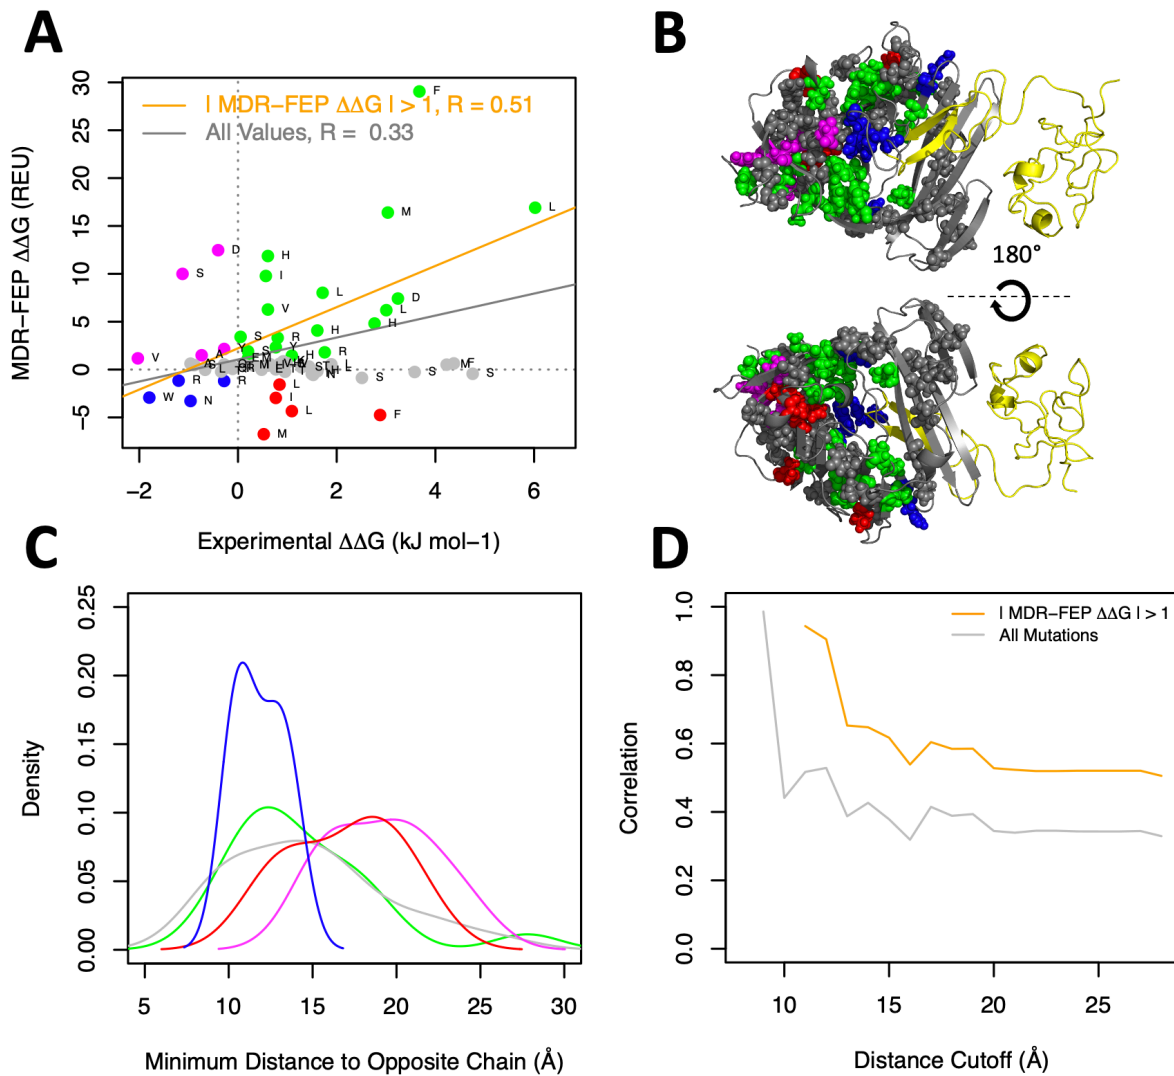 A
B
| MDR−FEP ΔΔG | > 1, R = 0.51
All Values, R = 0.33
MDR−FEP ΔΔG (REU)
30
25
20
15
10
5
0
−5
F
L
M
D
S
H
I
V
L
D
L
H
H
S
R
Y
Y
S
H
R
V
A
M
F
S
S
L
R
R
W
N
L
I
L
F
M
−2
0
2
4
6
Experimental ΔΔG (kJ mol−1)
180°
C
D
Density
0.25
0.20
0.15
0.10
0.05
0.00
5
10
15
20
25
30
Minimum Distance to Opposite Chain (Å)
| MDR−FEP ΔΔG | > 1
All Mutations
Correlation
1.0
0.8
0.6
0.4
0.2
0.0
10
15
20
25
Distance Cutoff (Å)